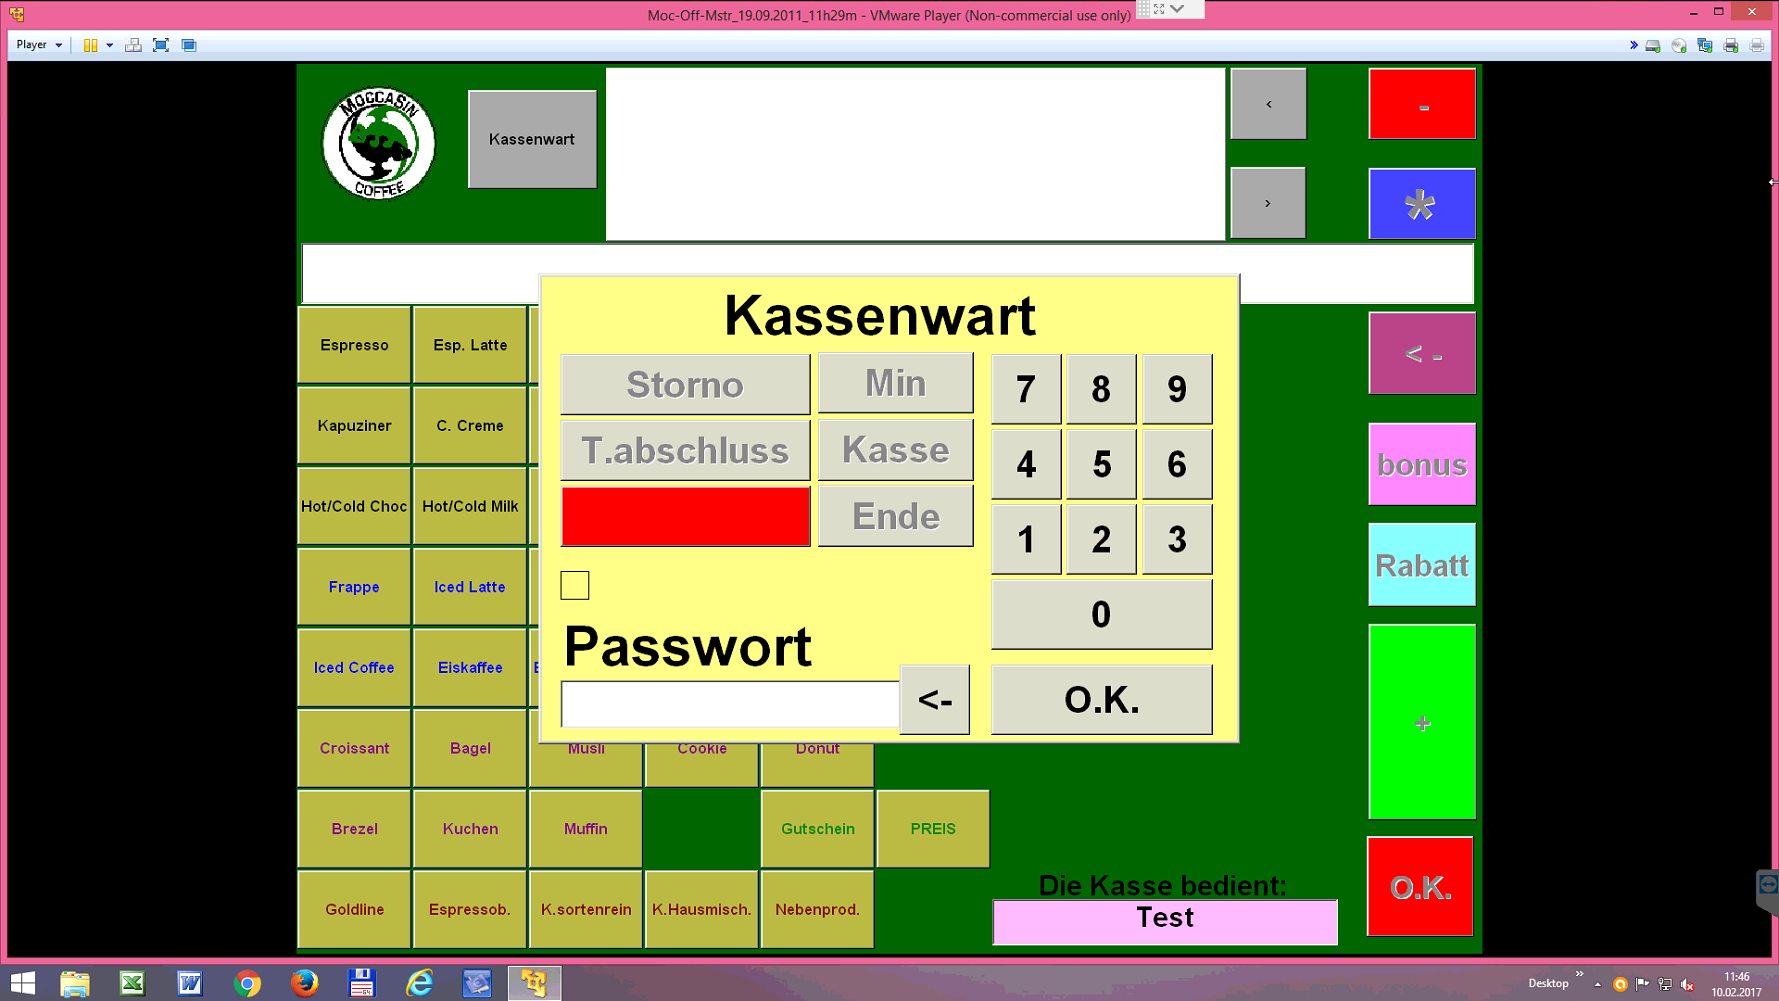 Moc-Off-Mstr_19.09.2011_11h29m - VMware Player (Non-commercial use only)
Player
MOCCASIN
COFFEE
Kassenwart
<
-
>
*
Kassenwart
Storno
Min
7
8
9
T.abschluss
Kasse
4
5
6
Ende
1
2
3
0
Passwort
<-
O.K.
Espresso
Esp. Latte
< -
Kapuziner
C. Creme
bonus
Hot/Cold Choc
Hot/Cold Milk
Rabatt
Frappe
Iced Latte
Iced Coffee
Eiskaffee
+
Croissant
Bagel
Müsli
Cookie
Donut
Brezel
Kuchen
Muffin
Gutschein
PREIS
Die Kasse bedient:
Test
O.K.
Goldline
Espressob.
K.sortenrein
K.Hausmisch.
Nebenprod.
Desktop
11:46
10.02.2017